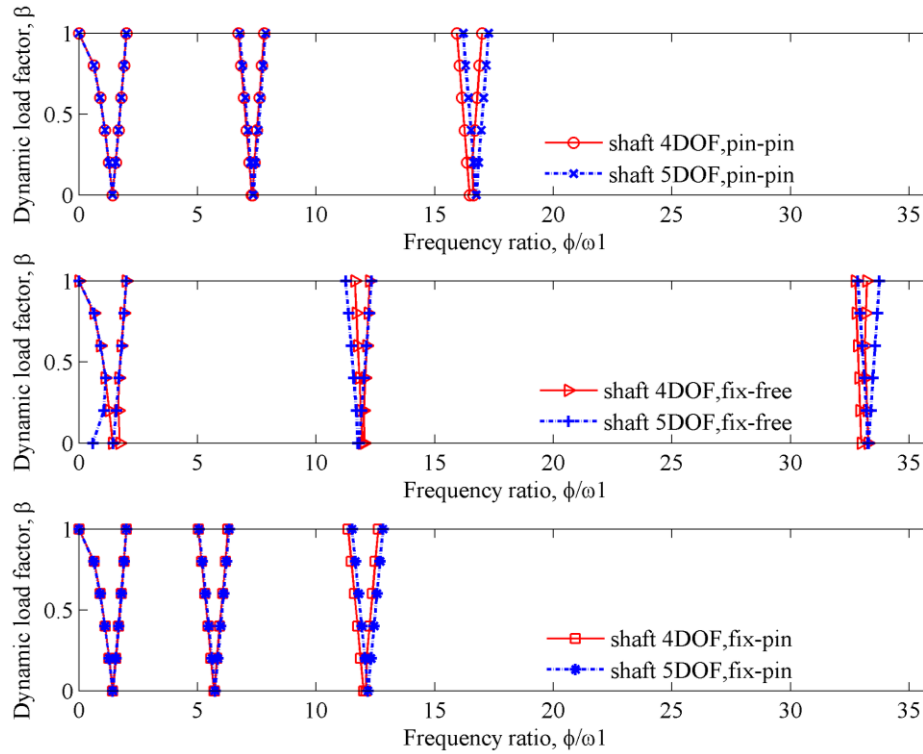 1
0.5
0
Dynamic load factor, β
0 5 10 15 20 25 30 35
Frequency ratio, ϕ/ω1
shaft 4DOF,pin-pin
shaft 5DOF,pin-pin
1
0.5
0
Dynamic load factor, β
0 5 10 15 20 25 30 35
Frequency ratio, ϕ/ω1
shaft 4DOF,fix-free
shaft 5DOF,fix-free
1
0.5
0
Dynamic load factor, β
0 5 10 15 20 25 30 35
Frequency ratio, ϕ/ω1
shaft 4DOF,fix-pin
shaft 5DOF,fix-pin